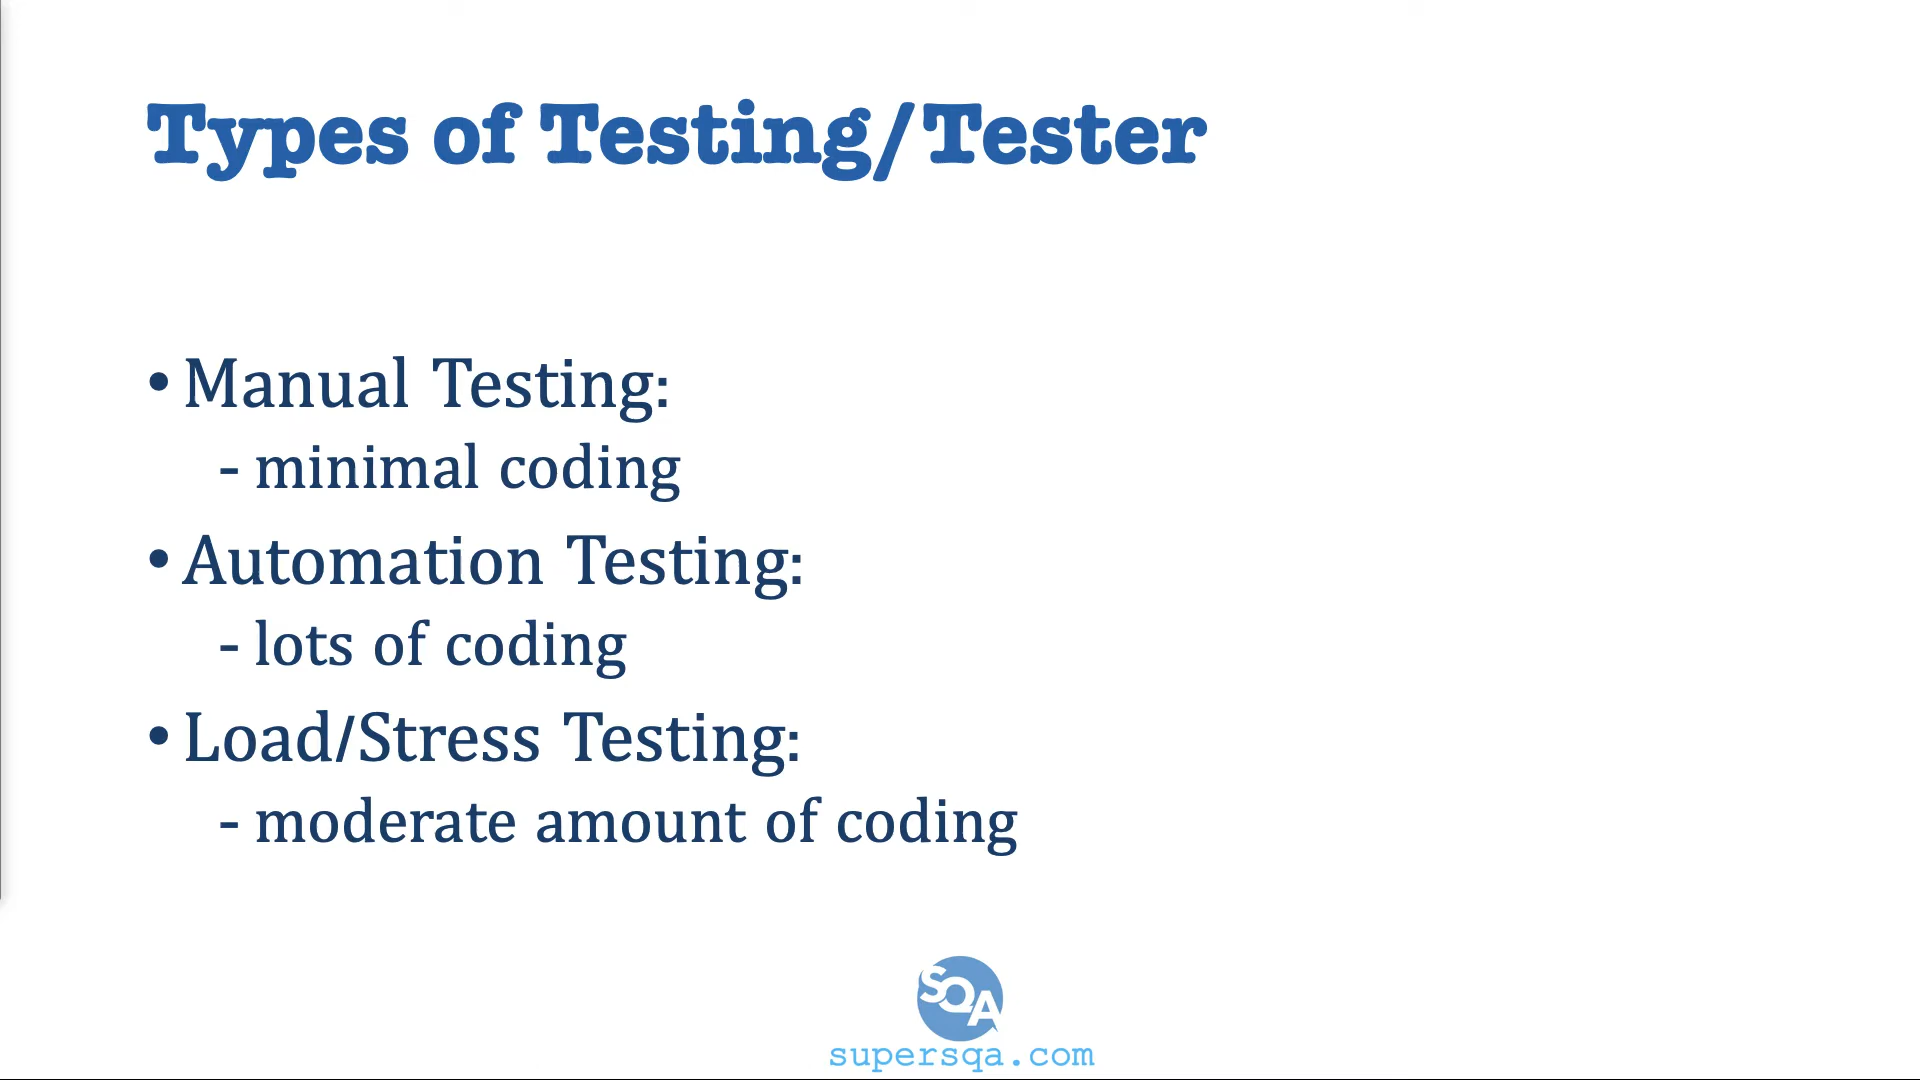 Types of Testing/Tester
• Manual Testing:
- minimal coding
• Automation Testing:
- lots of coding
• Load/Stress Testing:
- moderate amount of coding
SQA
supersqa.com